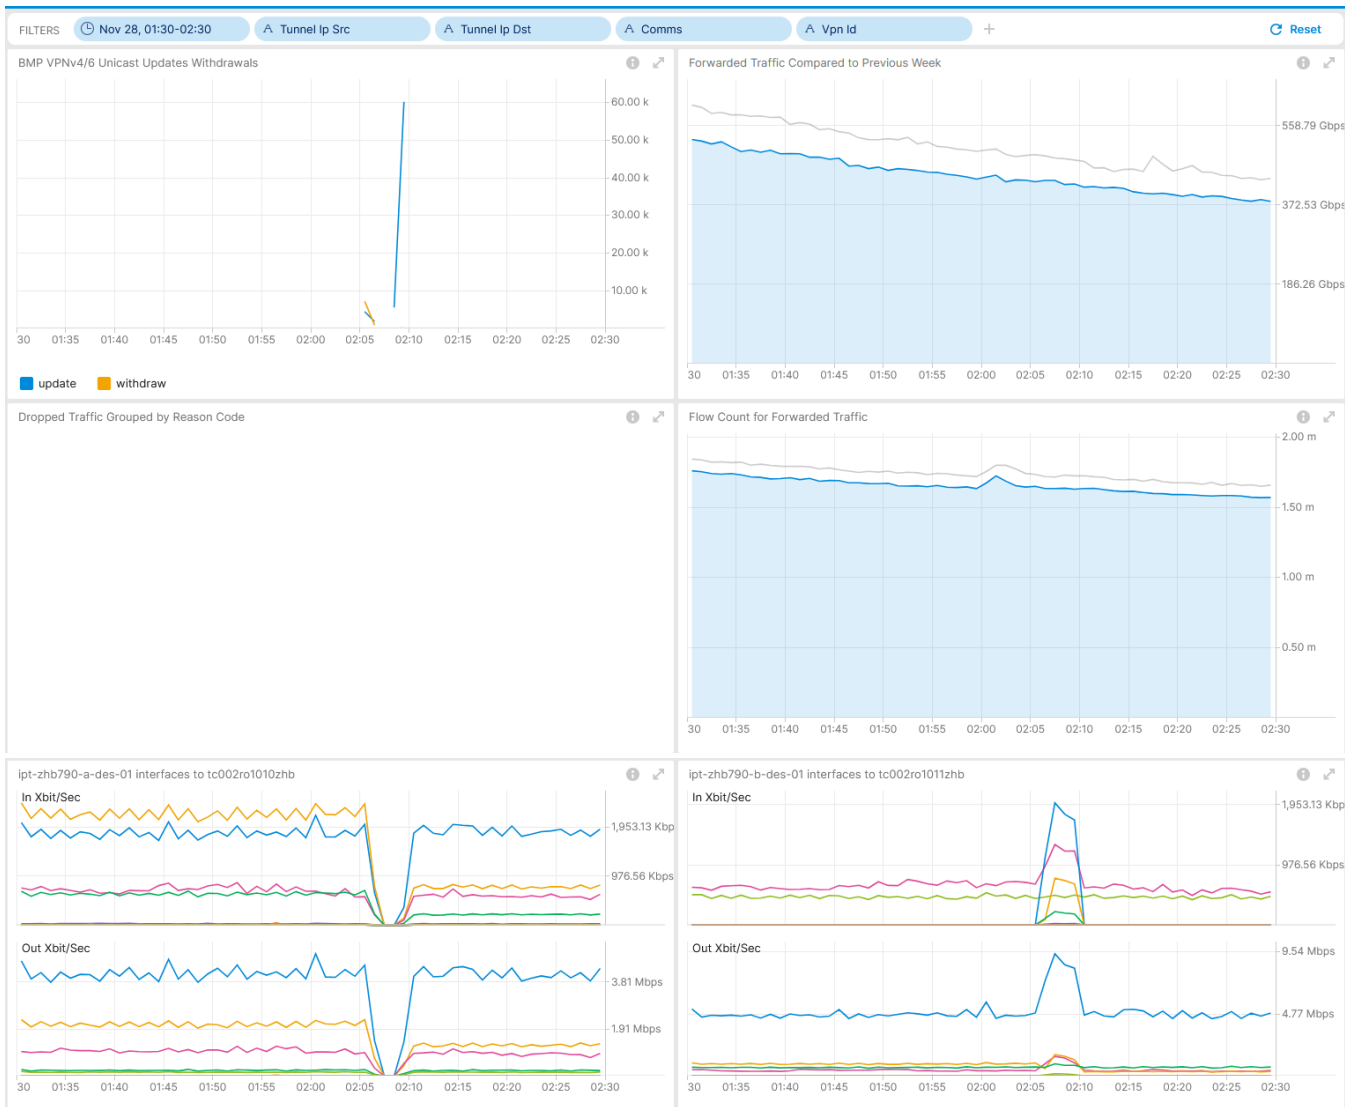 FILTERS Nov 28, 01:30-02:30 A Tunnel Ip Src A Tunnel Ip Dst A Comms A Vpn Id + Reset
BMP VPNv4/6 Unicast Updates Withdrawals
60.00 k
50.00 k
40.00 k
30.00 k
20.00 k
10.00 k
30 01:35 01:40 01:45 01:50 01:55 02:00 02:05 02:10 02:15 02:20 02:25 02:30
update withdraw
Forwarded Traffic Compared to Previous Week
558.79 Gbps
372.53 Gbps
186.26 Gbps
30 01:35 01:40 01:45 01:50 01:55 02:00 02:05 02:10 02:15 02:20 02:25 02:30
Dropped Traffic Grouped by Reason Code
Flow Count for Forwarded Traffic
2.00 m
1.50 m
1.00 m
0.50 m
30 01:35 01:40 01:45 01:50 01:55 02:00 02:05 02:10 02:15 02:20 02:25 02:30
ipt-zhb790-a-des-01 interfaces to tc002ro1010zhb
In Xbit/Sec
1,953.13 Kbp
976.56 Kbps
Out Xbit/Sec
3.81 Mbps
1.91 Mbps
30 01:35 01:40 01:45 01:50 01:55 02:00 02:05 02:10 02:15 02:20 02:25 02:30
ipt-zhb790-b-des-01 interfaces to tc002ro1011zhb
In Xbit/Sec
1,953.13 Kbp
976.56 Kbps
Out Xbit/Sec
9.54 Mbps
4.77 Mbps
30 01:35 01:40 01:45 01:50 01:55 02:00 02:05 02:10 02:15 02:20 02:25 02:30